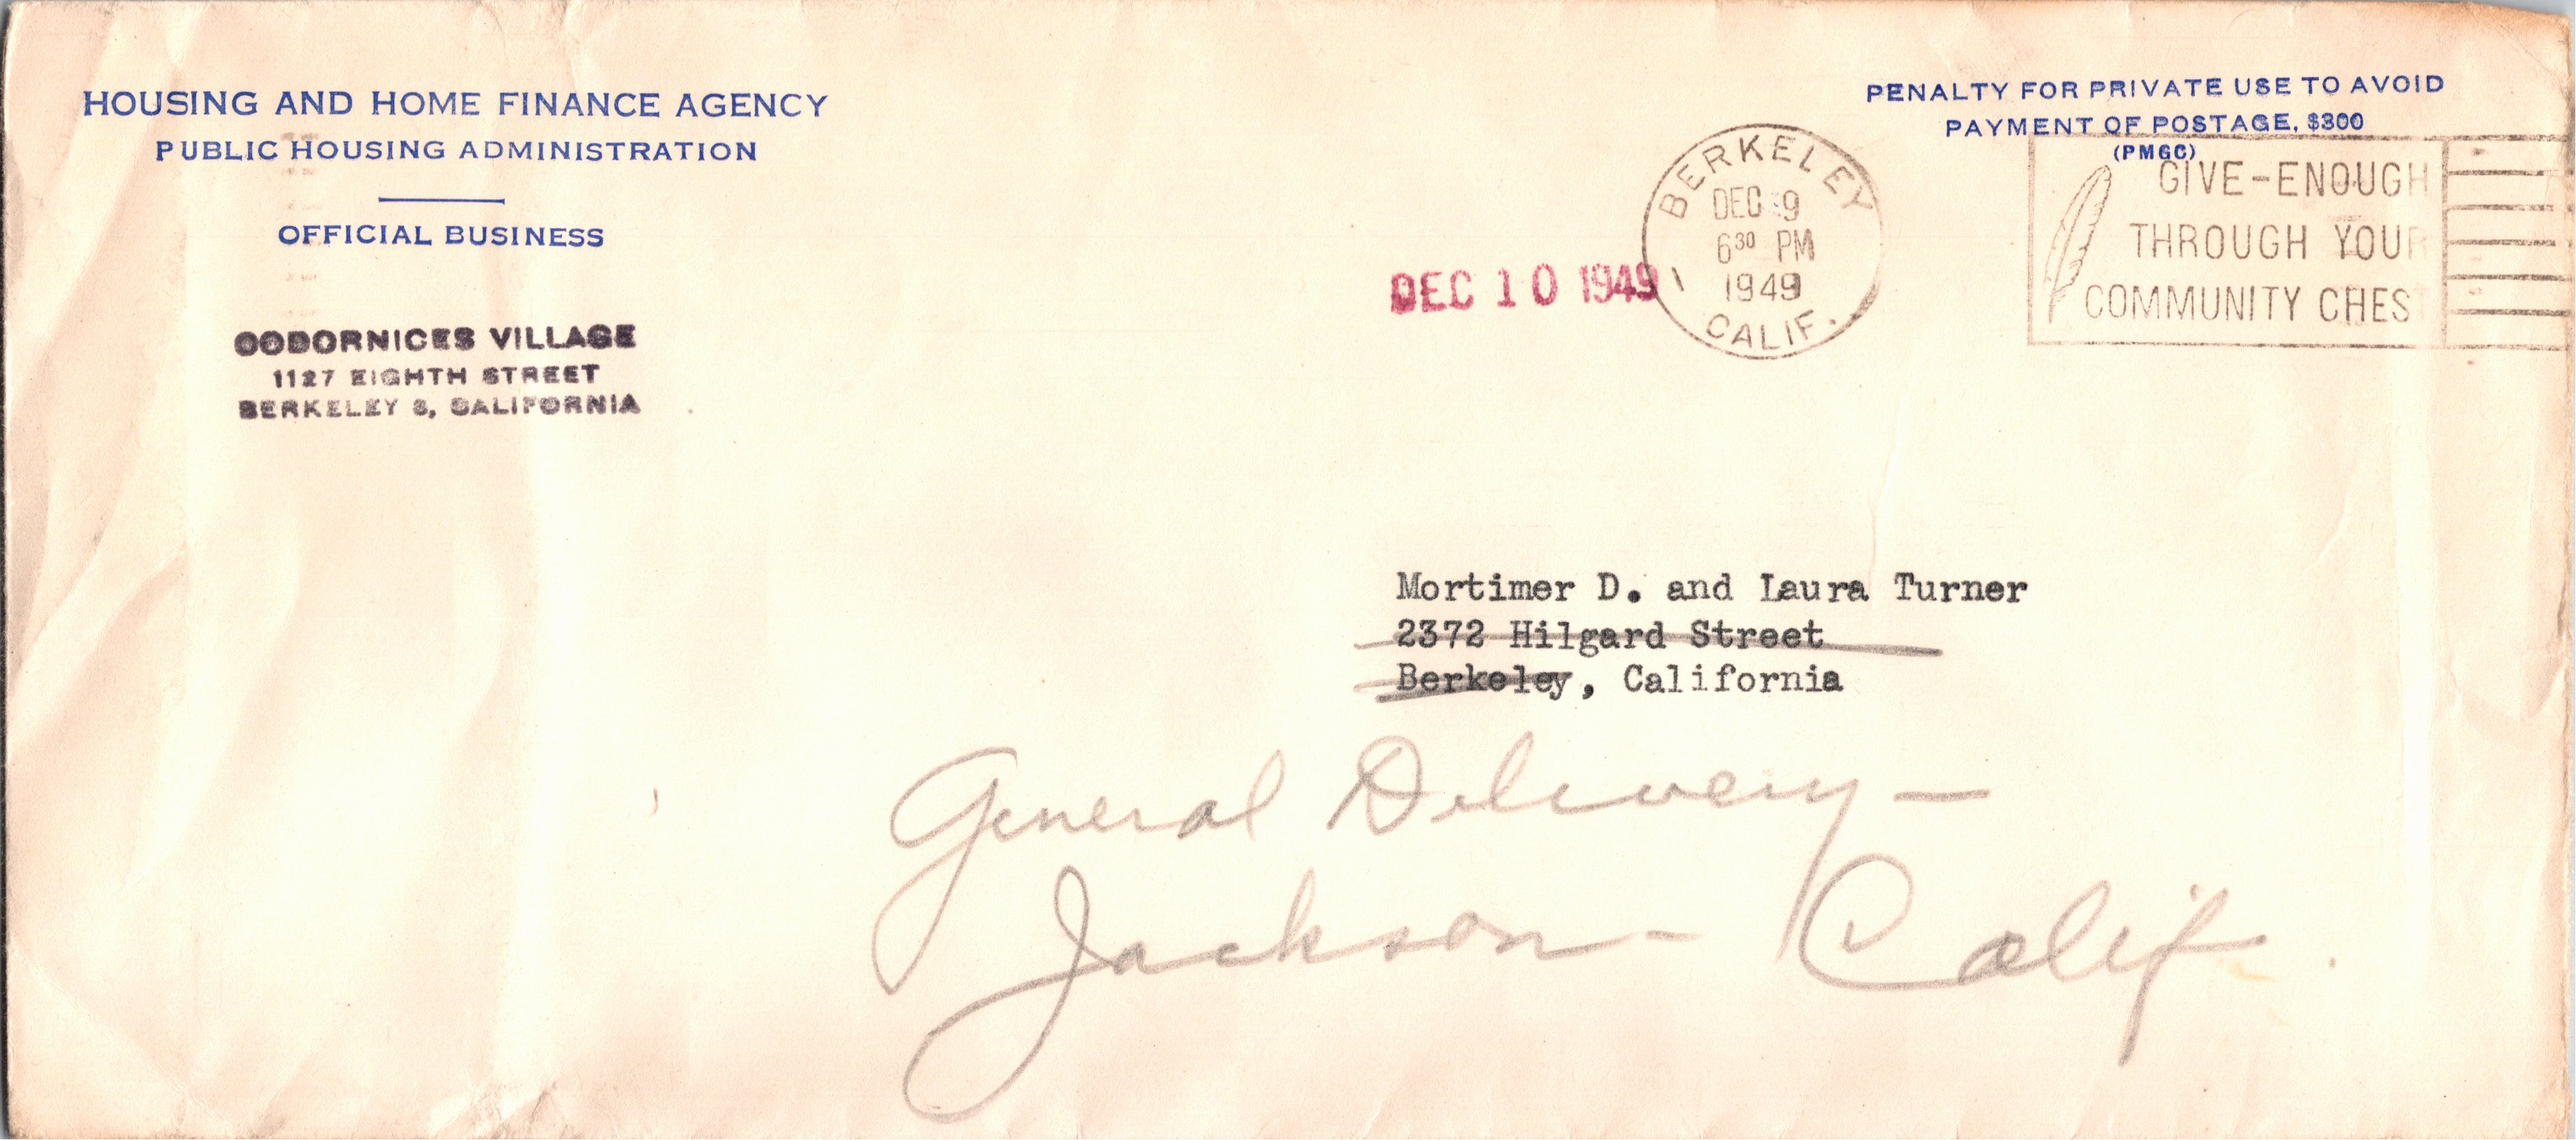 HOUSING AND HOME FINANCE AGENCY
PUBLIC HOUSING ADMINISTRATION
OFFICIAL BUSINESS
CODORNICES VILLAGE
1127 EIGHTH STREET
BERKELEY 8, CALIFORNIA
PENALTY FOR PRIVATE USE TO AVOID
PAYMENT OF POSTAGE, $300
(PMGC)
DEC 10 1949
BERKELEY
DEC 9
6 30 PM
1949
CALIF.
1
GIVE-ENOUGH
THROUGH YOUR
COMMUNITY CHES
Mortimer D. and Laura Turner
2372 Hilgard Street
Berkeley, California
General Delivery -
Jackson - Calif.